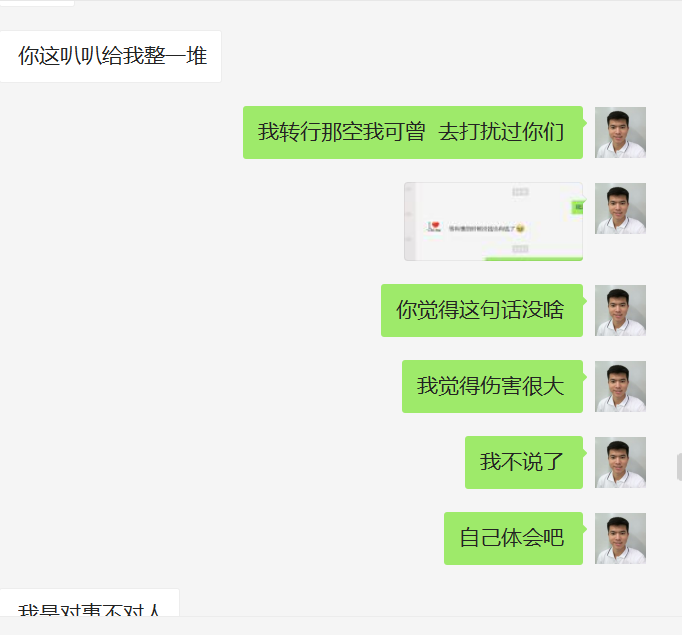 你这叭叭给我整一堆
我转行那空我可曾 去打扰过你们
你觉得这句话没啥
我觉得伤害很大
我不说了
自己体会吧
我是对事不对人